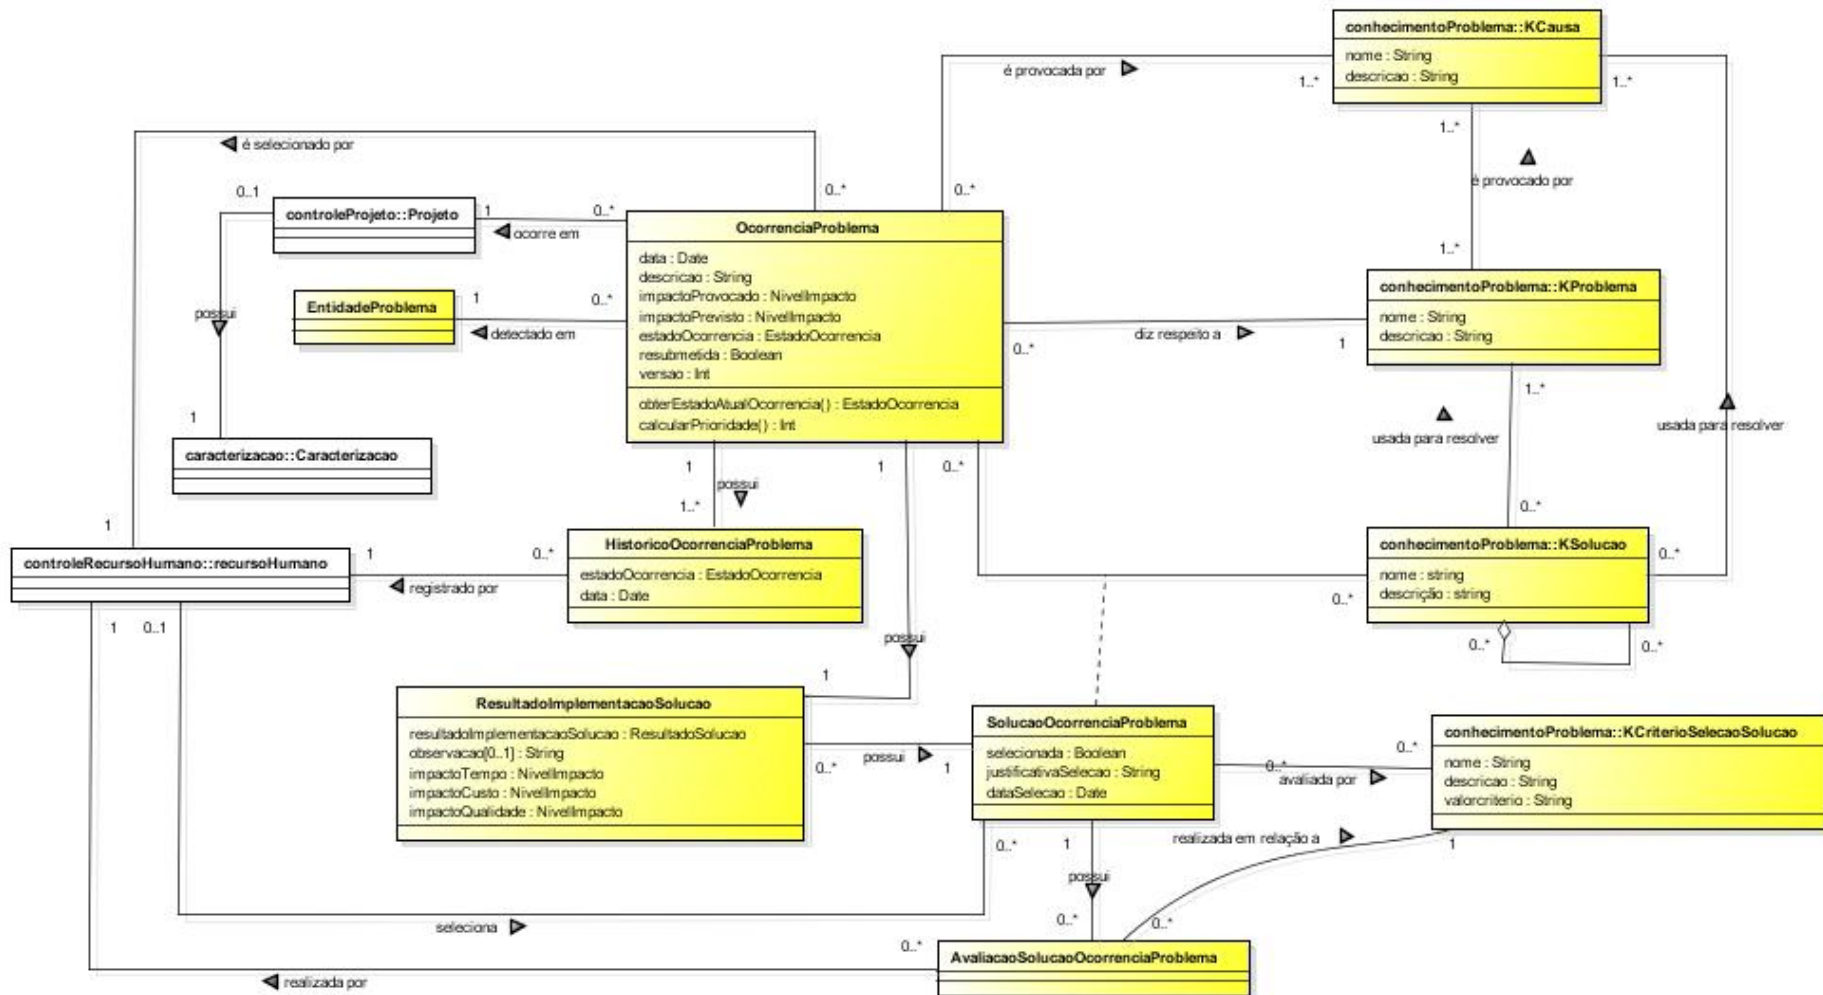 conhecimentoProblema::KCausa
nome : String
descricao : String
é provocada por
1..*
1..*
1..*
é selecionado por
é provocado por
0..1
0..*
0..*
controleProjeto::Projeto
1
0..*
ocorre em
OcorrenciaProblema
data : Date
descricao : String
impactoProvocado : NivelImpacto
impactoPrevisto : NivelImpacto
estadoOcorrencia : EstadoOcorrencia
resubmetida : Boolean
versao : Int
obterEstadoAtualOcorrencia() : EstadoOcorrencia
calcularPrioridade() : Int
1..*
conhecimentoProblema::KProblema
nome : String
descricao : String
EntidadeProblema
1
0..*
detectado em
possui
diz respeito a
0..*
1
1..*
usada para resolver
usada para resolver
1
caracterizacao::Caracterizacao
1
possui
1..*
1
0..*
0..*
1
controleRecursoHumano::recursoHumano
1
0..*
registrado por
HistoricoOcorrenciaProblema
estadoOcorrencia : EstadoOcorrencia
data : Date
conhecimentoProblema::KSolucao
nome : string
descrição : string
0..*
0..*
0..*
0..*
1
0..1
possui
1
ResultadoImplementacaoSolucao
resultadoImplementacaoSolucao : ResultadoSolucao
observacao[0..1] : String
impactoTempo : NivelImpacto
impactoCusto : NivelImpacto
impactoQualidade : NivelImpacto
possui
0..*
1
SolucaoOcorrenciaProblema
selecionada : Boolean
justificativaSelecao : String
dataSelecao : Date
0..*
0..*
avaliada por
conhecimentoProblema::KCriterioSelecaoSolucao
nome : String
descricao : String
valorcriterio : String
realizada em relação a
1
0..*
1
possui
0..*
0..*
seleciona
0..*
AvaliacaoSolucaoOcorrenciaProblema
realizada por